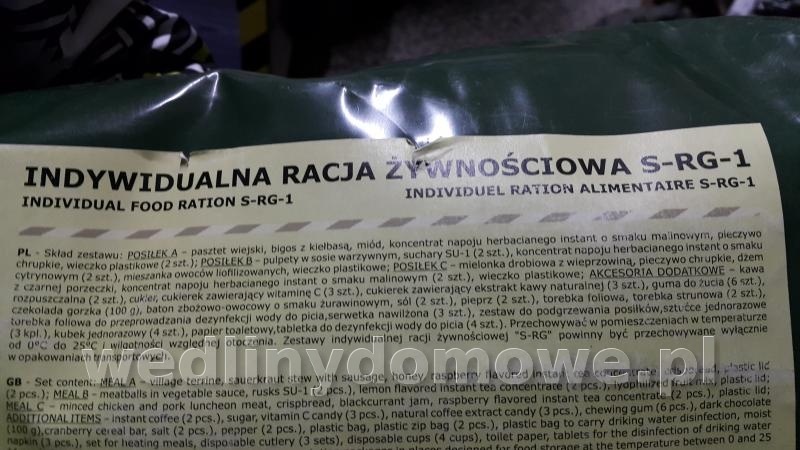 INDYWIDUALNA RACJA ŻYWNOŚCIOWA S-RG-1
INDIVIDUAL FOOD RATION S-RG-1
INDIVIDUEL RATION ALIMENTAIRE S-RG-1
PL - Skład zestawu: POSIŁEK A – pasztet wiejski, bigos z kiełbasą, miód, koncentrat napoju herbacianego instant o smaku malinowym, pieczywo
chrupkie, wieczko plastikowe (2 szt.); POSIŁEK B – pulpety w sosie warzywnym, suchary SU-1 (2 szt.), koncentrat napoju herbacianego instant o smaku
cytrynowym (2 szt.), mieszanka owoców liofilizowanych, wieczko plastikowe; POSIŁEK C – mielonka drobiowa z wieprzowiną, pieczywo chrupkie, dżem
z czarnej porzeczki, koncentrat napoju herbacianego instant o smaku malinowym (2 szt.), wieczko plastikowe; AKCESORIA DODATKOWE – kawa
rozpuszczalna (2 szt.), cukier, cukierek zawierający witaminę C (3 szt.), cukierek zawierający ekstrakt kawy naturalnej (3 szt.), guma do żucia (6 szt.),
czekolada gorzka (100 g), baton zbożowo-owocowy o smaku żurawinowym, sól (2 szt.), pieprz (2 szt.), torebka foliowa, torebka strunowa (2 szt.),
torebka foliowa do przeprowadzania dezynfekcji wody do picia,serwetka nawilżona (3 szt.), zestaw do podgrzewania posiłków,sztućce jednorazowe
(3 kpl.), kubek jednorazowy (4 szt.), papier toaletowy,tabletka do dezynfekcji wody do picia (4 szt.). Przechowywać w pomieszczeniach w temperaturze
od 0°C do 25°C i wilgotności względnej otoczenia. Zestawy indywidualnej racji żywnościowej "S-RG" powinny być przechowywane wyłącznie
w opakowaniach transportowych.
wedlinydomowe.pl
GB - Set content: MEAL A – village terrine, sauerkraut stew with sausage, honey, raspberry flavored instant tea concentrate, crispbread, plastic lid
(2 pcs.); MEAL B – meatballs in vegetable sauce, rusks SU-1 (2 pcs.), lemon flavored instant tea concentrate (2 pcs.), lyophilized fruit mix, plastic lid;
MEAL C – minced chicken and pork luncheon meat, crispbread, blackcurrant jam, raspberry flavored instant tea concentrate (2 pcs.), plastic lid;
ADDITIONAL ITEMS – instant coffee (2 pcs.), sugar, vitamin C candy (3 pcs.), natural coffee extract candy (3 pcs.), chewing gum (6 pcs.), dark chocolate
(100 g),cranberry cereal bar, salt (2 pcs.), pepper (2 pcs.), plastic bag, plastic zip bag (2 pcs.), plastic bag to carry driking water disinfection, moist
napkin (3 pcs.), set for heating meals, disposable cutlery (3 sets), disposable cups (4 cups), toilet paper, tablets for the disinfection of drinking water
places designed for food storage at the temperature between 0 and 25